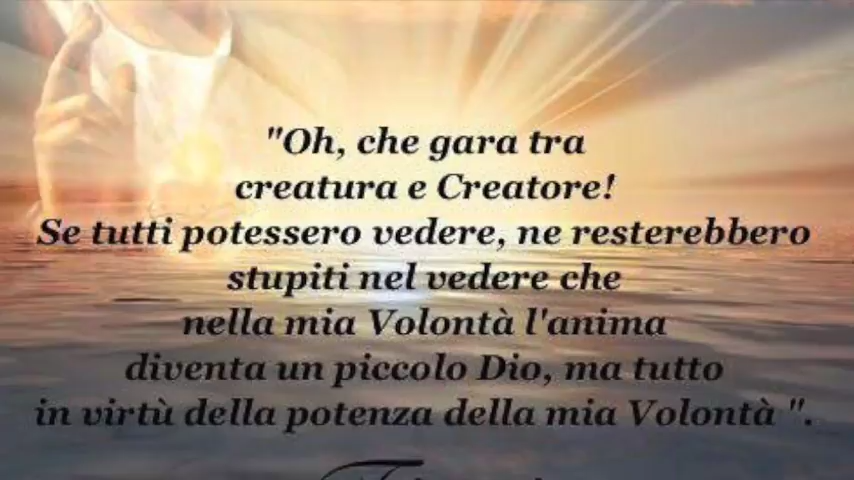 "Oh, che gara tra
creatura e Creatore!
Se tutti potessero vedere, ne resterebbero
stupiti nel vedere che
nella mia Volontà l'anima
diventa un piccolo Dio, ma tutto
in virtù della potenza della mia Volontà ".